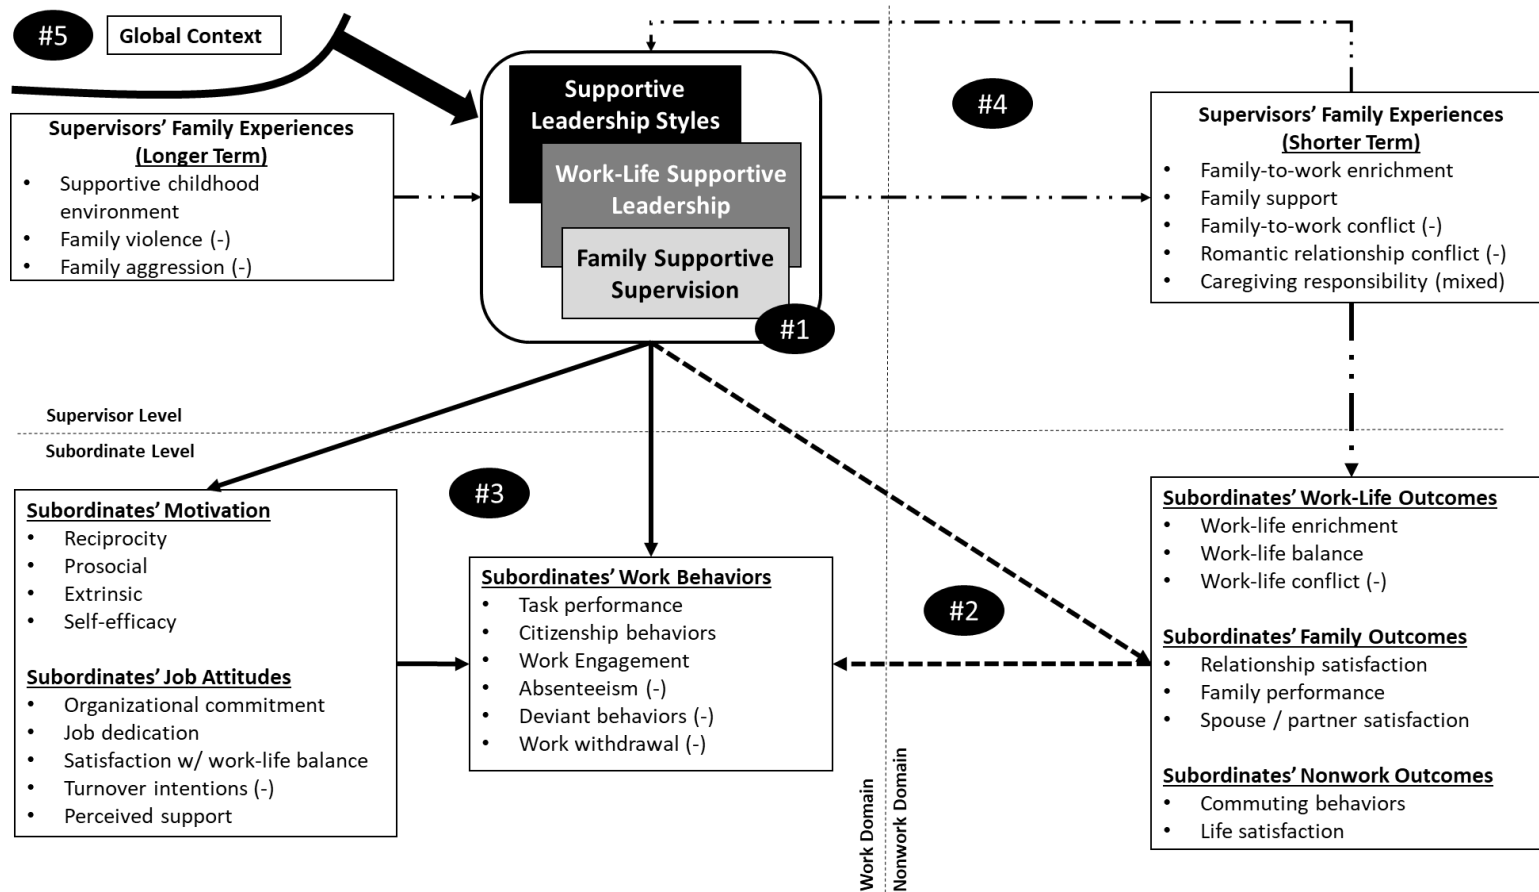 #5
Global Context
Supervisors' Family Experiences
(Longer Term)
• Supportive childhood
environment
• Family violence (-)
• Family aggression (-)
Supportive
Leadership Styles
Work-Life Supportive
Leadership
Family Supportive
Supervision
#1
#4
Supervisors' Family Experiences
(Shorter Term)
• Family-to-work enrichment
• Family support
• Family-to-work conflict (-)
• Romantic relationship conflict (-)
• Caregiving responsibility (mixed)
Supervisor Level
Subordinate Level
#3
Subordinates' Motivation
• Reciprocity
• Prosocial
• Extrinsic
• Self-efficacy
Subordinates' Job Attitudes
• Organizational commitment
• Job dedication
• Satisfaction w/ work-life balance
• Turnover intentions (-)
• Perceived support
Subordinates' Work Behaviors
• Task performance
• Citizenship behaviors
• Work Engagement
• Absenteeism (-)
• Deviant behaviors (-)
• Work withdrawal (-)
#2
Work Domain
Nonwork Domain
Subordinates' Work-Life Outcomes
• Work-life enrichment
• Work-life balance
• Work-life conflict (-)
Subordinates' Family Outcomes
• Relationship satisfaction
• Family performance
• Spouse / partner satisfaction
Subordinates' Nonwork Outcomes
• Commuting behaviors
• Life satisfaction